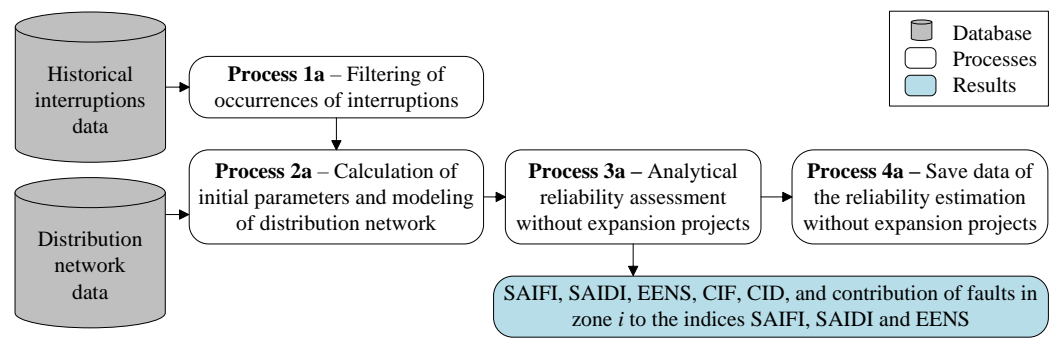 Historical
interruptions
data
Process 1a – Filtering of
occurrences of interruptions
Database
Processes
Results
Distribution
network
data
Process 2a – Calculation of
initial parameters and modeling
of distribution network
Process 3a – Analytical
reliability assessment
without expansion projects
Process 4a – Save data of
the reliability estimation
without expansion projects
SAIFI, SAIDI, EENS, CIF, CID, and contribution of faults in
zone i to the indices SAIFI, SAIDI and EENS